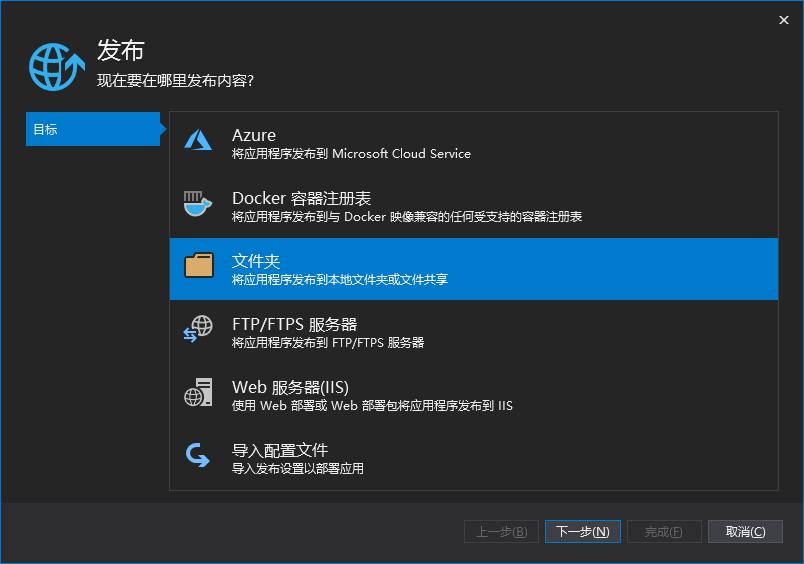 发布
现在要在哪里发布内容?
目标
Azure
将应用程序发布到 Microsoft Cloud Service
Docker 容器注册表
将应用程序发布到与 Docker 映像兼容的任何受支持的容器注册表
文件夹
将应用程序发布到本地文件夹或文件共享
FTP/FTPS 服务器
将应用程序发布到 FTP/FTPS 服务器
Web 服务器(IIS)
使用 Web 部署或 Web 部署包将应用程序发布到 IIS
导入配置文件
导入发布设置以部署应用
上一步(B) 下一步(N) 完成(F) 取消(C)